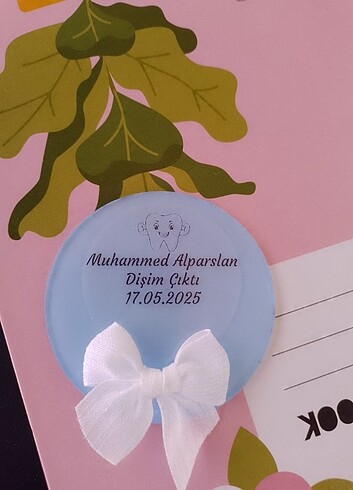 Muhammed Alparslan
Dişim Çıktı
17.05.2025